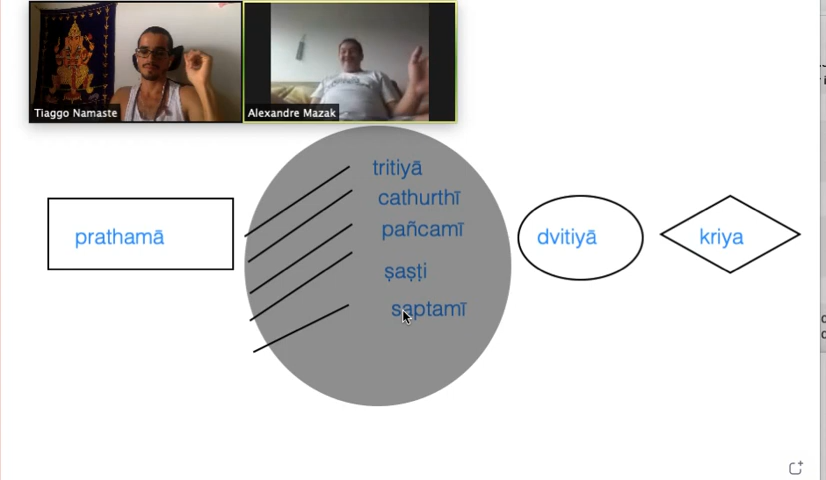 Tiaggo Namaste
Alexandre Mazak
tritiyā
cathurthī
pañcamī
ṣaṣṭi
saptamī
prathamā
dvitiyā
kriya